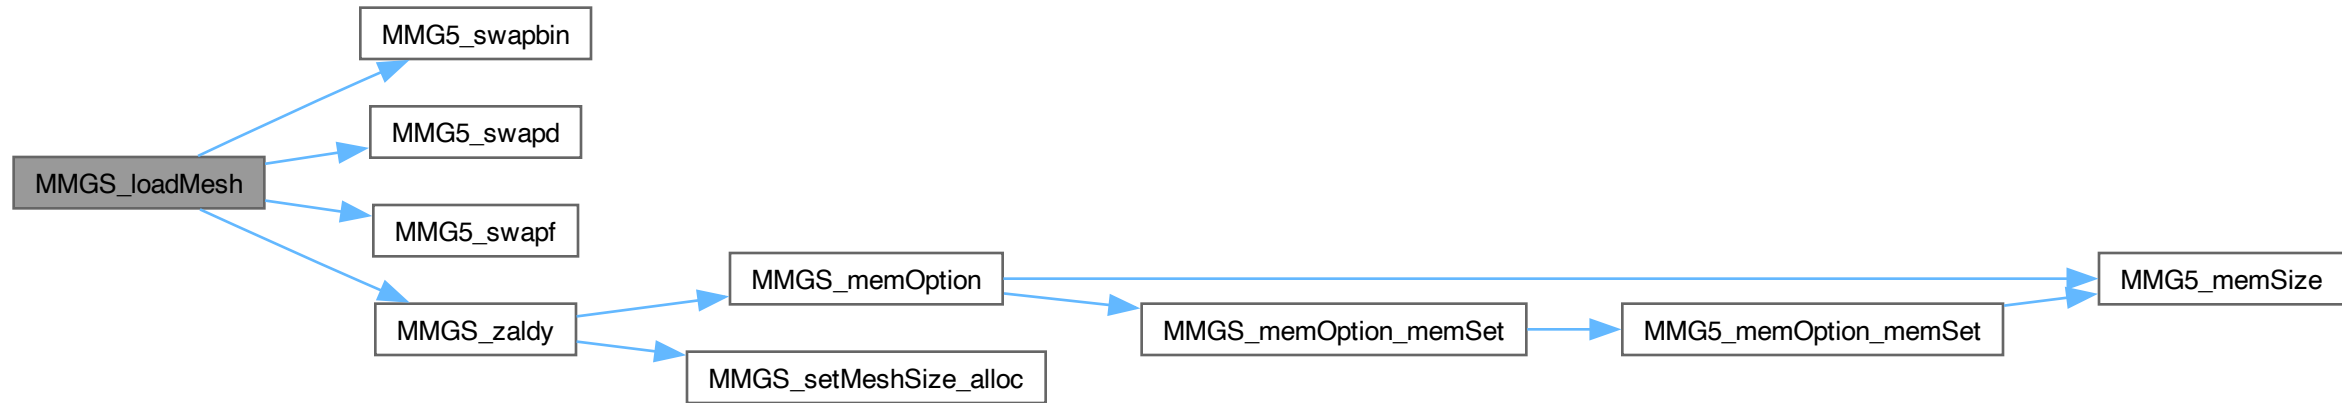 MMG5_swapbin
MMG5_swapd
MMGS_loadMesh
MMG5_swapf
MMGS_memOption
MMG5_memSize
MMGS_zaldy
MMGS_memOption_memSet
MMG5_memOption_memSet
MMGS_setMeshSize_alloc